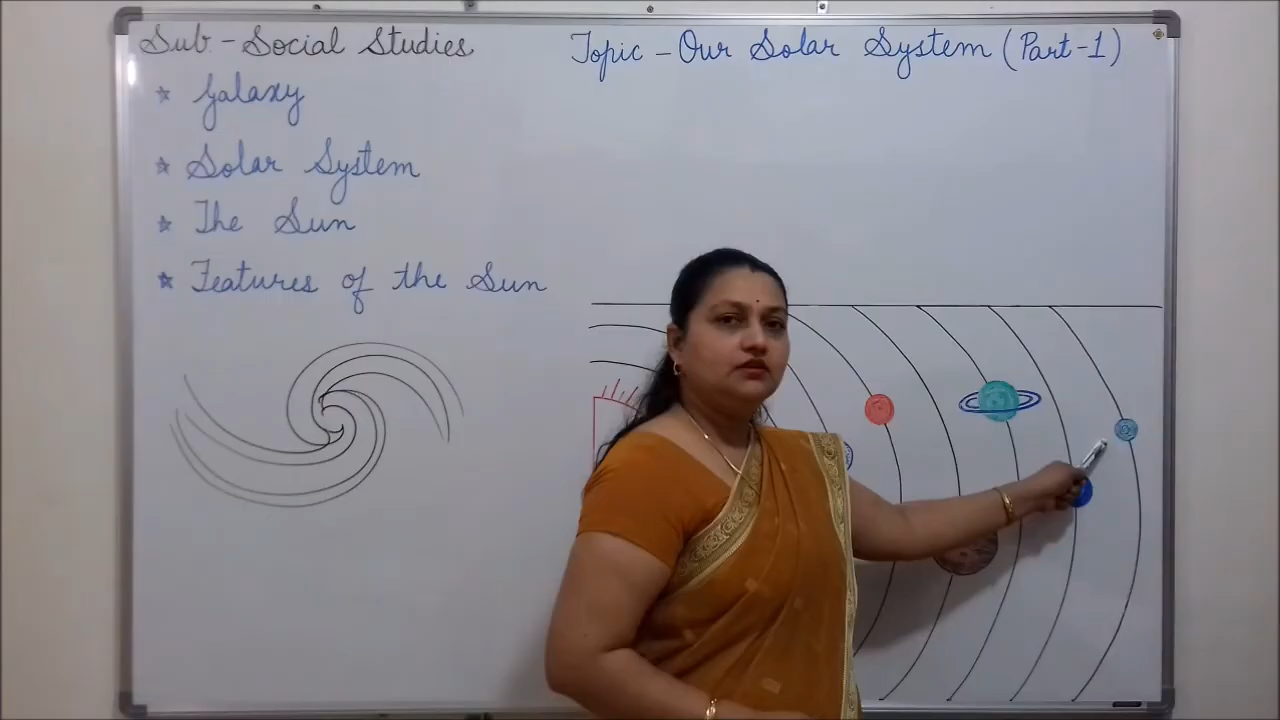 Sub - Social Studies
Topic - Our Solar System (Part-1)
* Galaxy
* Solar System
* The Sun
* Features of the Sun